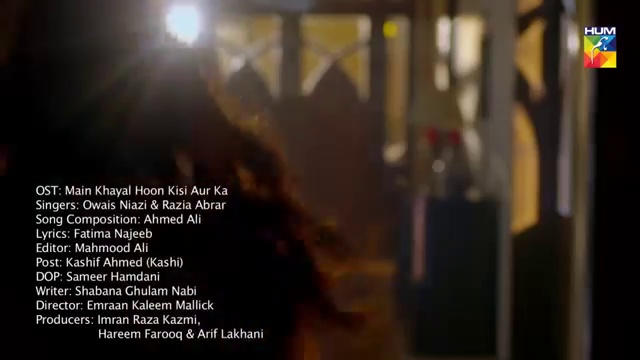 HUM
OST: Main Khayal Hoon Kisi Aur Ka
Singers: Owais Niazi & Razia Abrar
Song Composition: Ahmed Ali
Lyrics: Fatima Najeeb
Editor: Mahmood Ali
Post: Kashif Ahmed (Kashi)
DOP: Sameer Hamdani
Writer: Shabana Ghulam Nabi
Director: Emraan Kaleem Mallick
Producers: Imran Raza Kazmi,
Hareem Farooq & Arif Lakhani